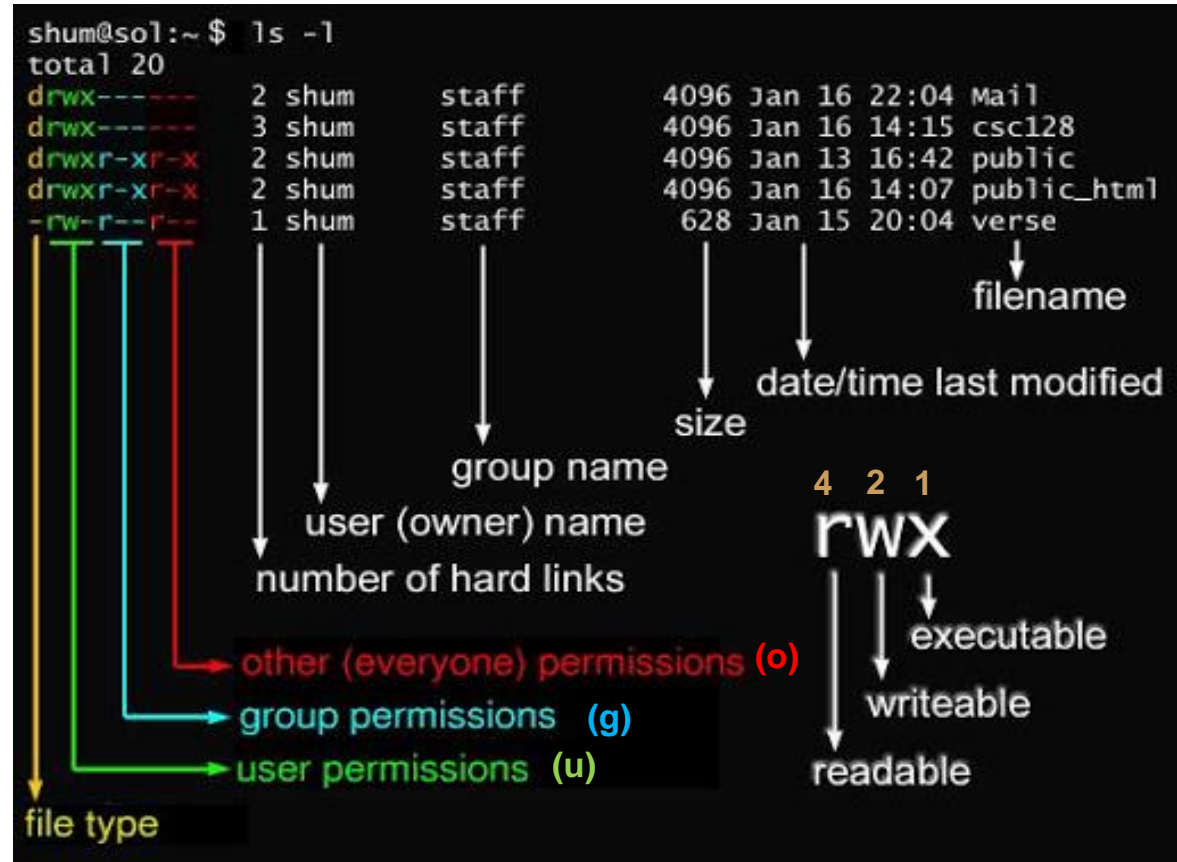 shum@sol:~$ ls -l
total 20
drwx------ 2 shum staff 4096 Jan 16 22:04 Mail
drwx------ 3 shum staff 4096 Jan 16 14:15 csc128
drwxr-xr-x 2 shum staff 4096 Jan 13 16:42 public
drwxr-xr-x 2 shum staff 4096 Jan 16 14:07 public_html
-rw-r--r-- 1 shum staff 628 Jan 15 20:04 verse
filename
date/time last modified
size
group name
user (owner) name
number of hard links
4 2 1
rwx
executable
writeable
readable
other (everyone) permissions (o)
group permissions (g)
user permissions (u)
file type